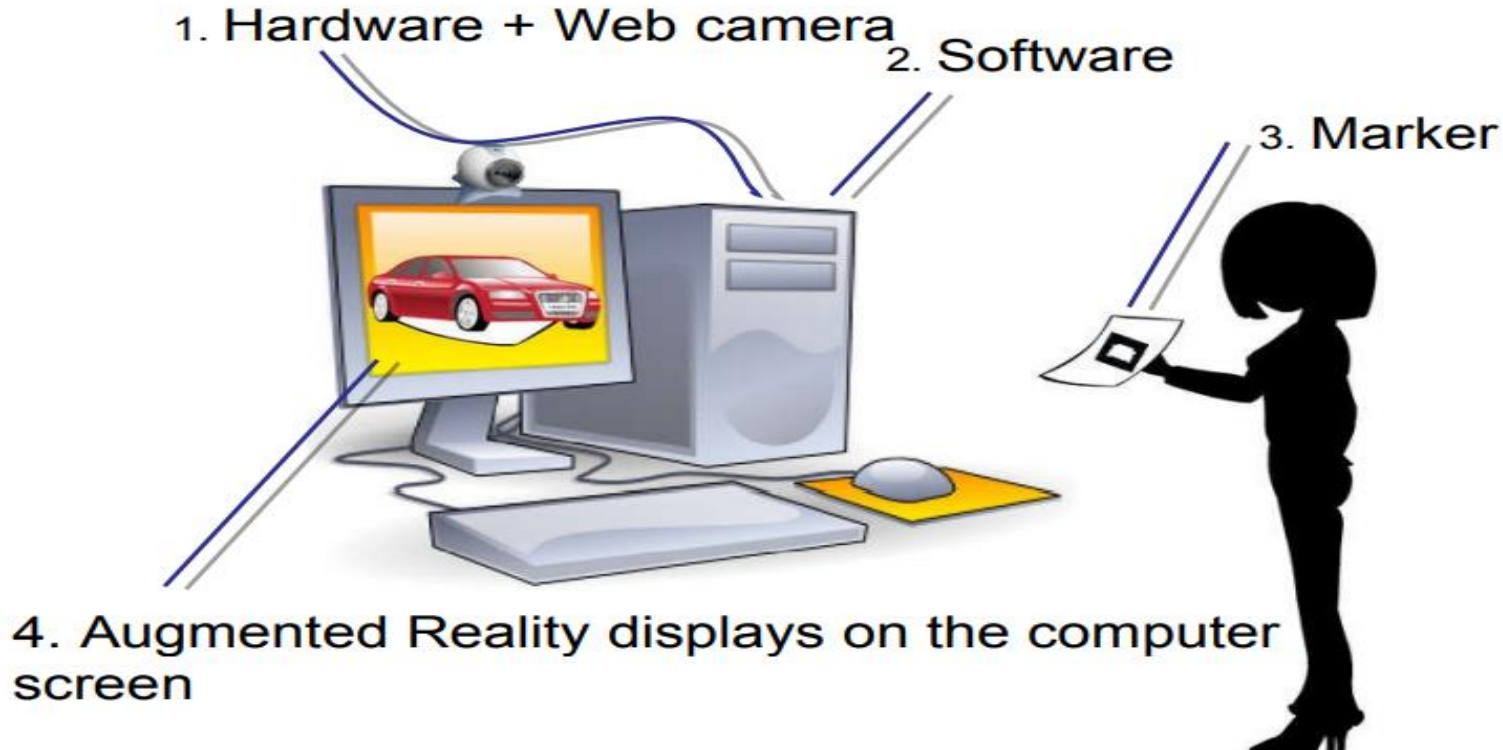 1. Hardware + Web camera
2. Software
3. Marker
4. Augmented Reality displays on the computer
screen